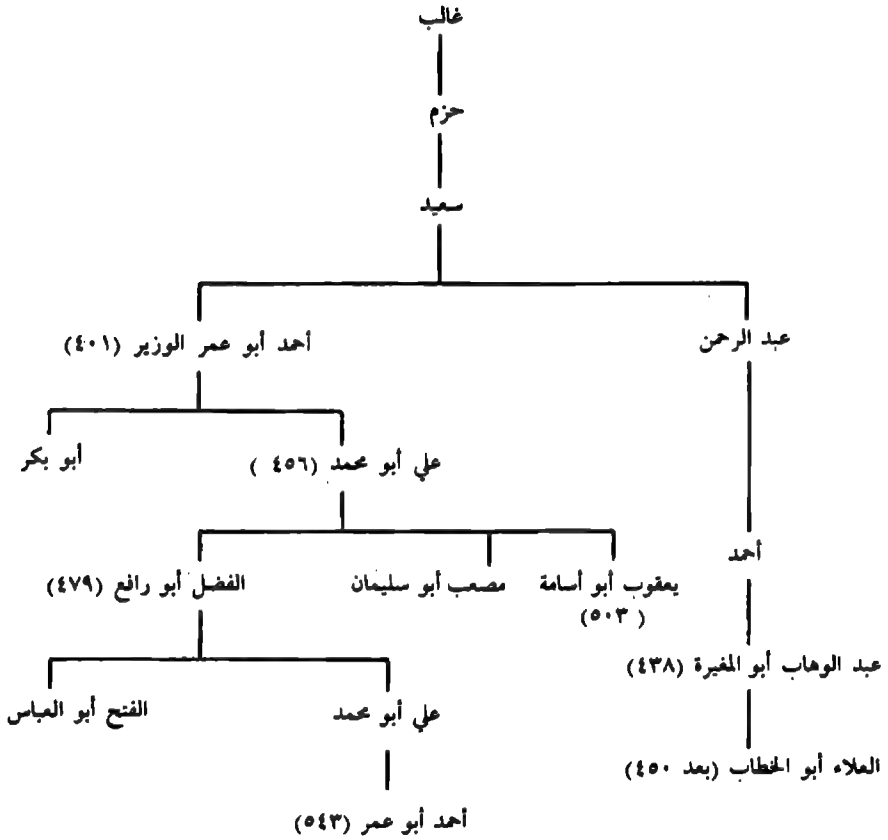 غالب
حزم
سعيد
عبد الرحمن
أحمد أبو عمر الوزير (٤٠١)
علي أبو محمد (٤٥٦ )
أبو بكر
أحمد
يعقوب أبو أسامة
(٥٠٣ )
مصعب أبو سليمان
الفضل أبو رافع (٤٧٩)
عبد الوهاب أبو المغيرة (٤٣٨)
علي أبو محمد
الفتح أبو العباس
العلاء أبو الخطاب (بعد ٤٥٠)
أحمد أبو عمر (٥٤٣)